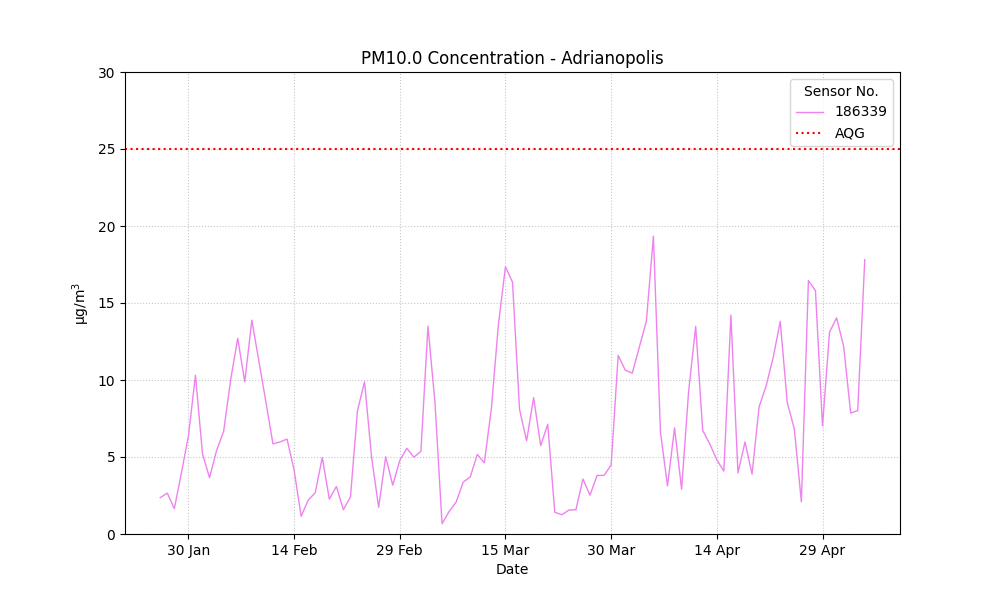 PM10.0 Concentration - Adrianopolis
30
25
20
15
10
5
0
µg/m³
Sensor No.
186339
AQG
30 Jan
14 Feb
29 Feb
15 Mar
30 Mar
14 Apr
29 Apr
Date